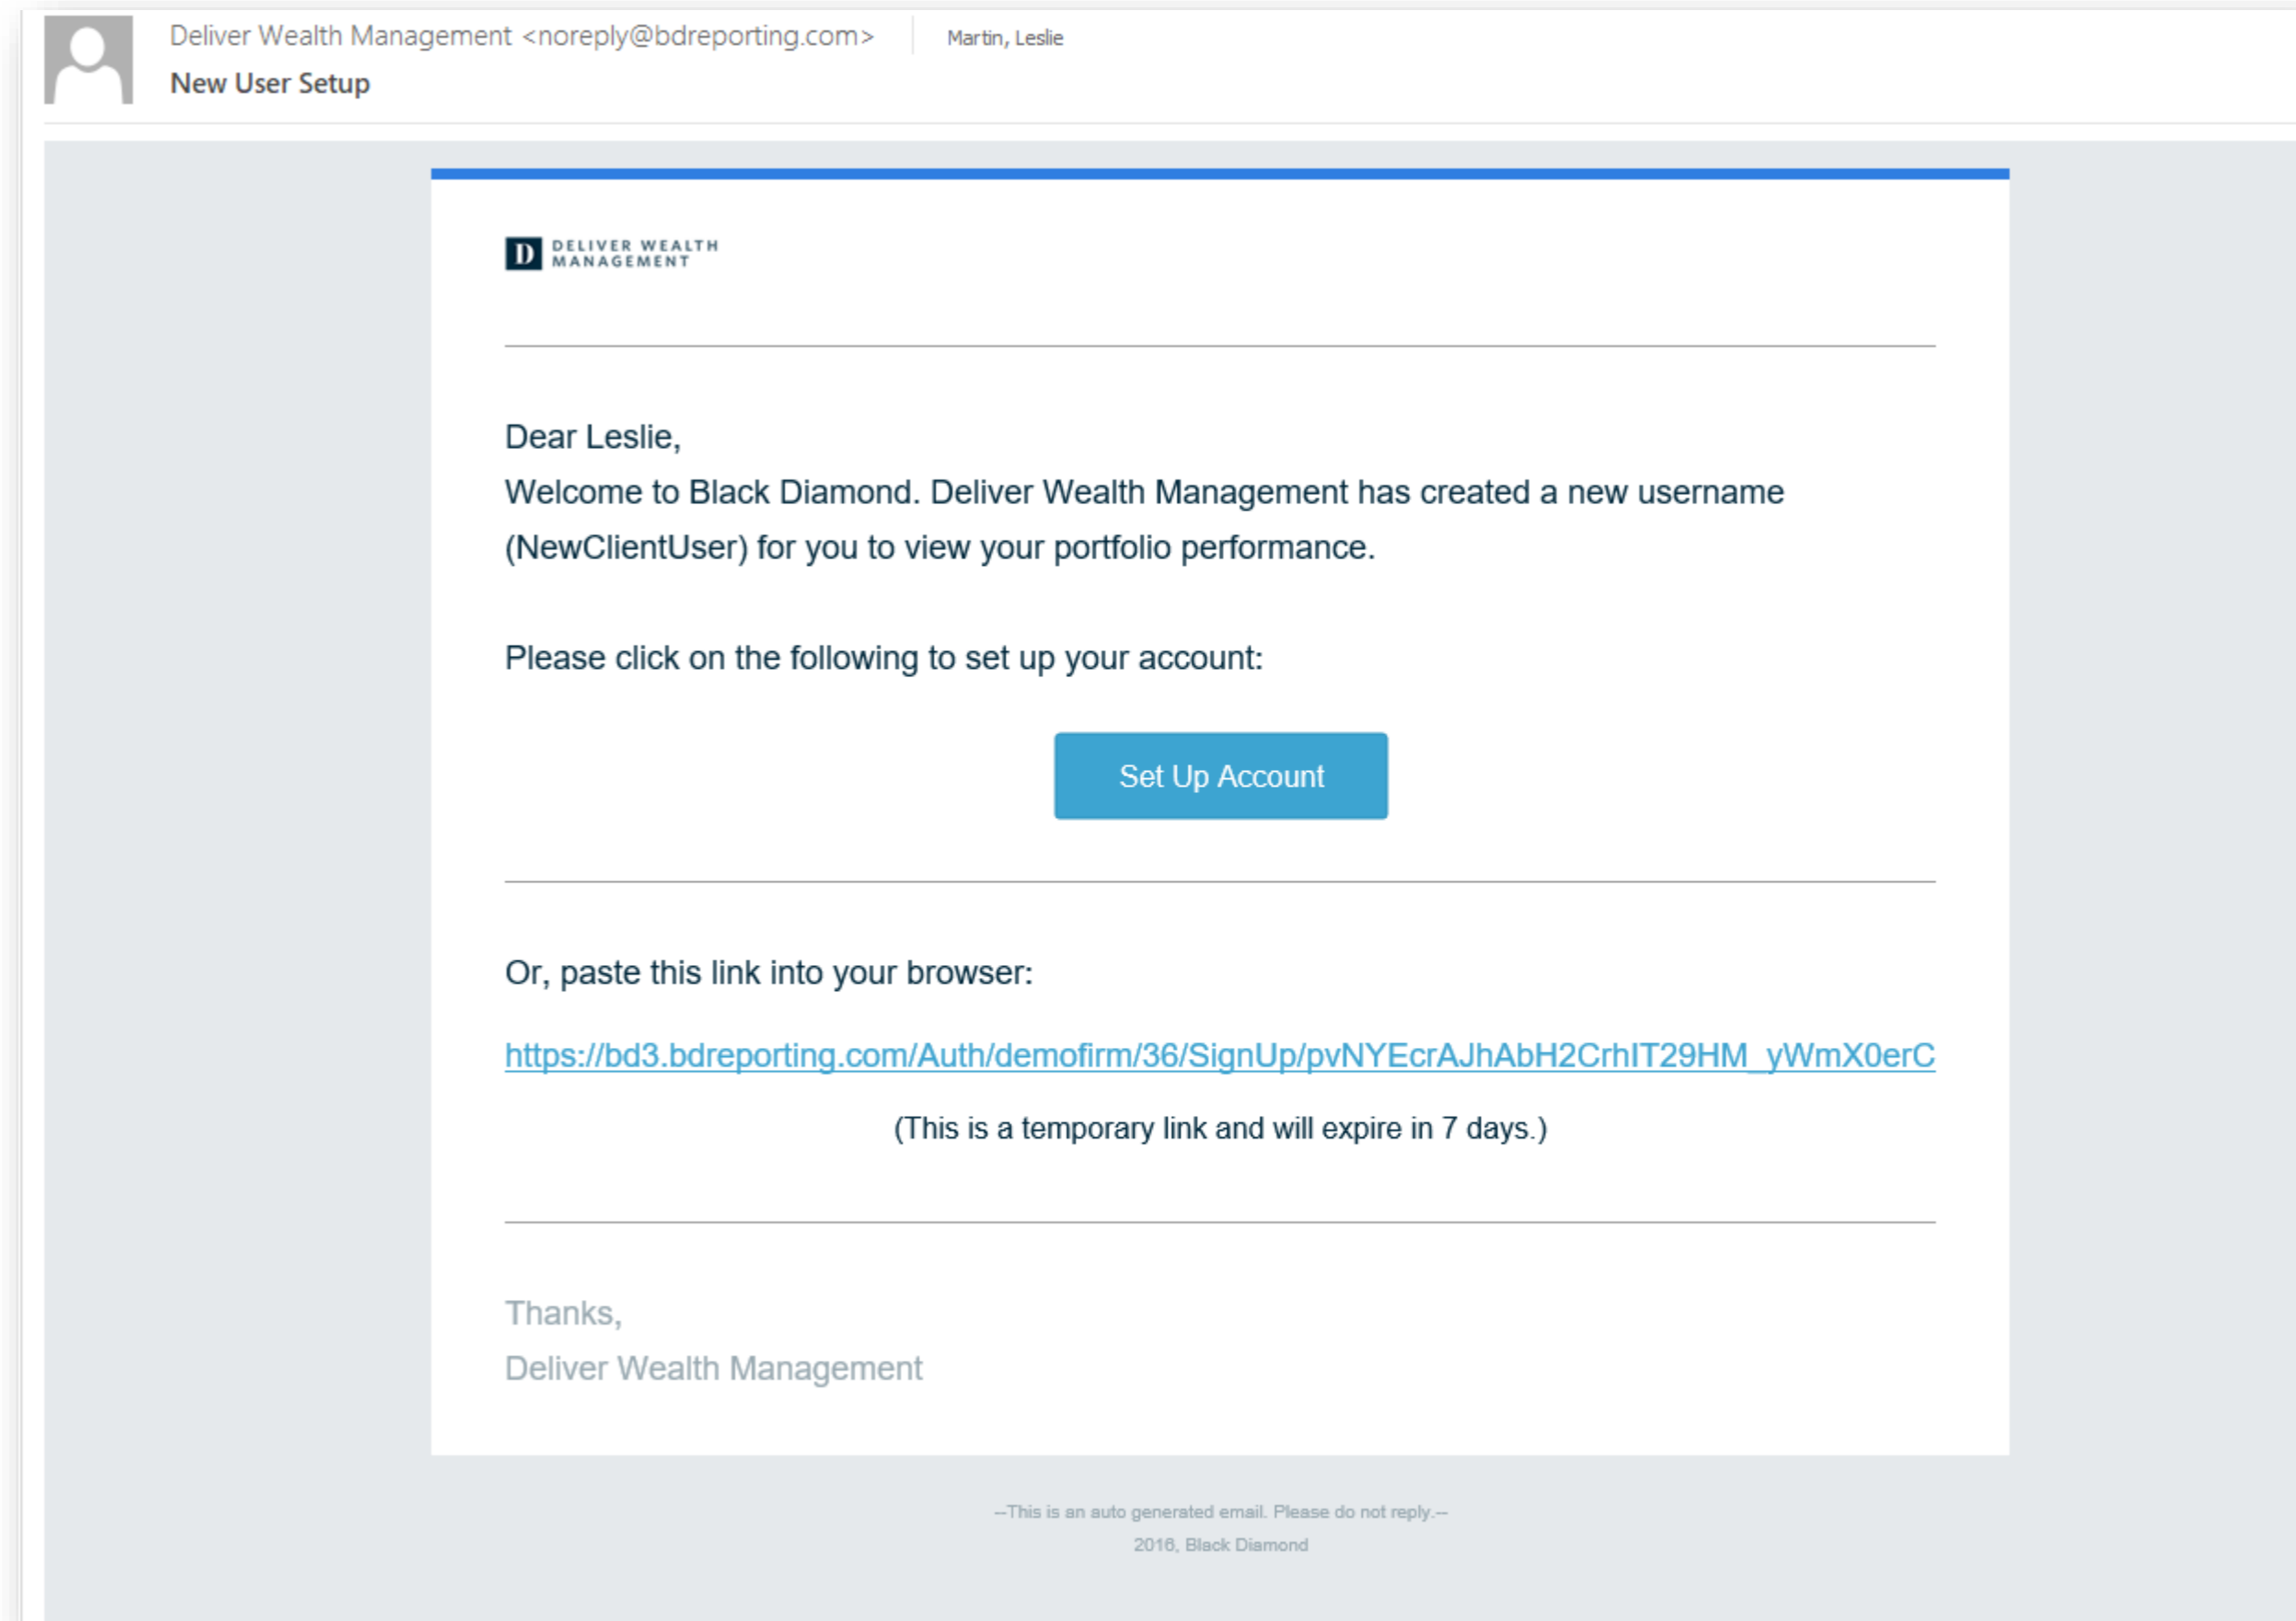 Deliver Wealth Management <noreply@bdreporting.com>
Martin, Leslie
New User Setup
D DELIVER WEALTH
MANAGEMENT
Dear Leslie,
Welcome to Black Diamond. Deliver Wealth Management has created a new username
(NewClientUser) for you to view your portfolio performance.
Please click on the following to set up your account:
Set Up Account
Or, paste this link into your browser:
https://bd3.bdreporting.com/Auth/demofirm/36/SignUp/pvNYEcrAJhAbH2CrhIT29HM_yWmX0erC
(This is a temporary link and will expire in 7 days.)
Thanks,
Deliver Wealth Management
--This is an auto generated email. Please do not reply.--
2016, Black Diamond